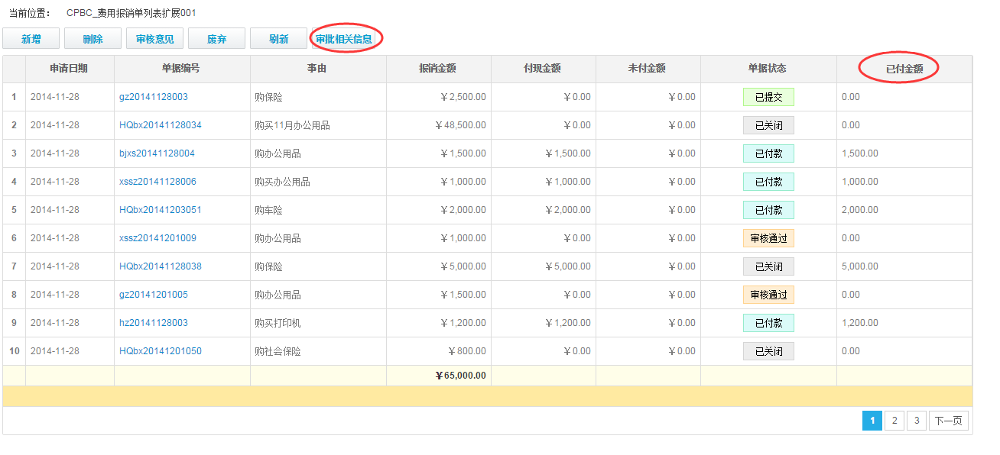 当前位置： CPBC_费用报销单列表扩展001
新增 删除 审核意见 废弃 刷新 审批相关信息
申请日期 单据编号 事由 报销金额 付现金额 未付金额 单据状态 已付金额
1 2014-11-28 gz20141128003 购保险 ￥2,500.00 ￥0.00 ￥0.00 已提交 0.00
2 2014-11-28 HQbx20141128034 购买11月办公用品 ￥48,500.00 ￥0.00 ￥0.00 已关闭 0.00
3 2014-11-28 bjxs20141128004 购办公用品 ￥1,500.00 ￥1,500.00 ￥0.00 已付款 1,500.00
4 2014-11-28 xssz20141128006 购买办公用品 ￥1,000.00 ￥1,000.00 ￥0.00 已付款 1,000.00
5 2014-11-28 HQbx20141203051 购车险 ￥2,000.00 ￥2,000.00 ￥0.00 已付款 2,000.00
6 2014-11-28 xssz20141201009 购办公用品 ￥1,000.00 ￥0.00 ￥0.00 审核通过 0.00
7 2014-11-28 HQbx20141128038 购保险 ￥5,000.00 ￥5,000.00 ￥0.00 已关闭 5,000.00
8 2014-11-28 gz20141201005 购办公用品 ￥1,500.00 ￥0.00 ￥0.00 审核通过 0.00
9 2014-11-28 hz20141128003 购买打印机 ￥1,200.00 ￥1,200.00 ￥0.00 已付款 1,200.00
10 2014-11-28 HQbx20141201050 购社会保险 ￥800.00 ￥0.00 ￥0.00 已关闭 0.00
￥65,000.00
1 2 3 下一页